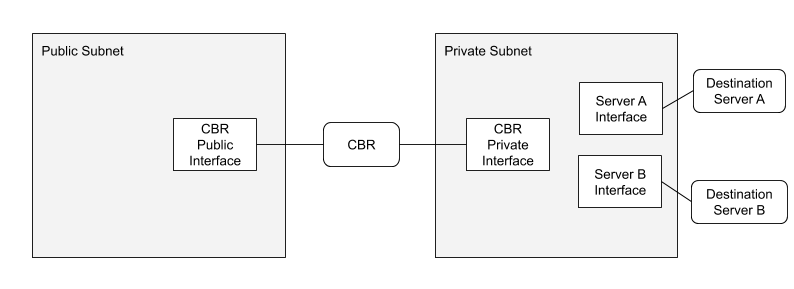 Public Subnet
CBR
Public
Interface
CBR
Private Subnet
CBR
Private
Interface
Server A
Interface
Destination
Server A
Server B
Interface
Destination
Server B